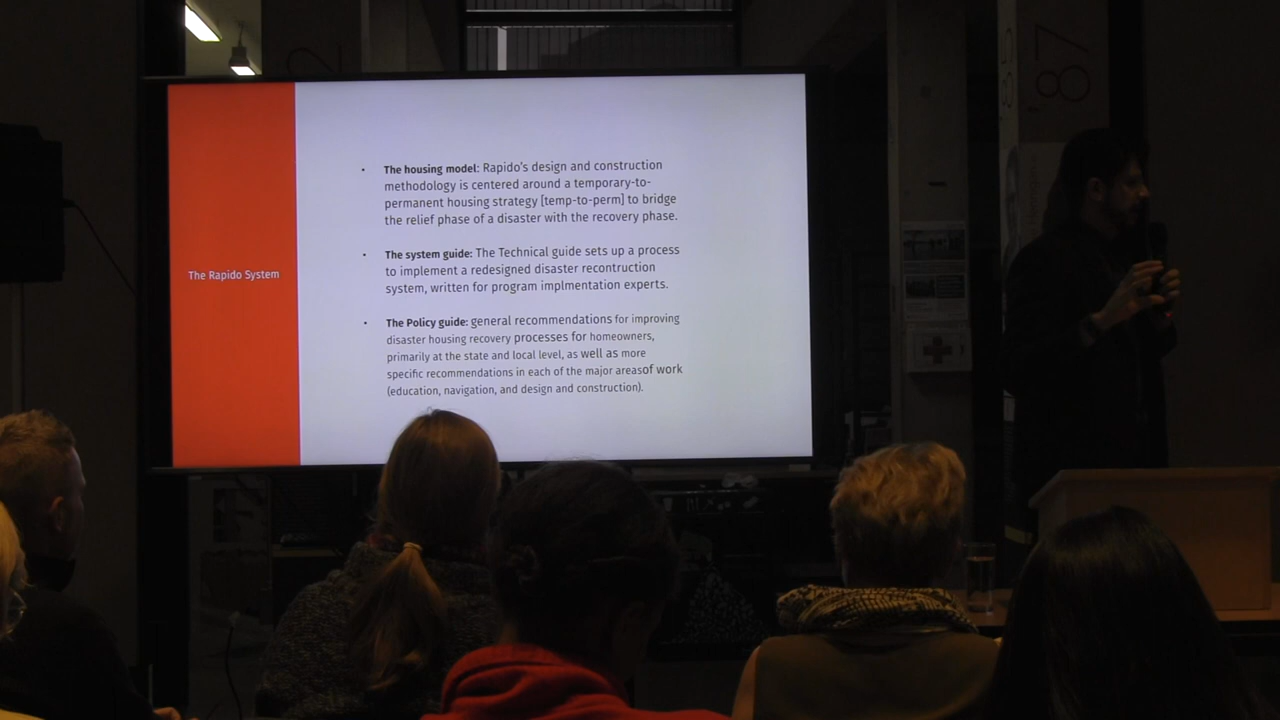 The Rapido System
• The housing model: Rapido's design and construction
methodology is centered around a temporary-to-
permanent housing strategy [temp-to-perm] to bridge
the relief phase of a disaster with the recovery phase.
• The system guide: The Technical guide sets up a process
to implement a redesigned disaster recontruction
system, written for program implmentation experts.
• The Policy guide: general recommendations for improving
disaster housing recovery processes for homeowners,
primarily at the state and local level, as well as more
specific recommendations in each of the major areasof work
(education, navigation, and design and construction).
87